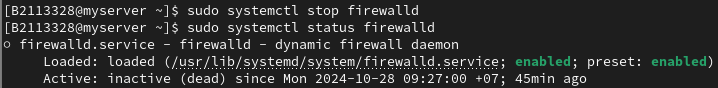 [B2113328@myserver ~]$ sudo systemctl stop firewalld
[B2113328@myserver ~]$ sudo systemctl status firewalld
○ firewalld.service - firewalld - dynamic firewall daemon
     Loaded: loaded (/usr/lib/systemd/system/firewalld.service; enabled; preset: enabled)
     Active: inactive (dead) since Mon 2024-10-28 09:27:00 +07; 45min ago